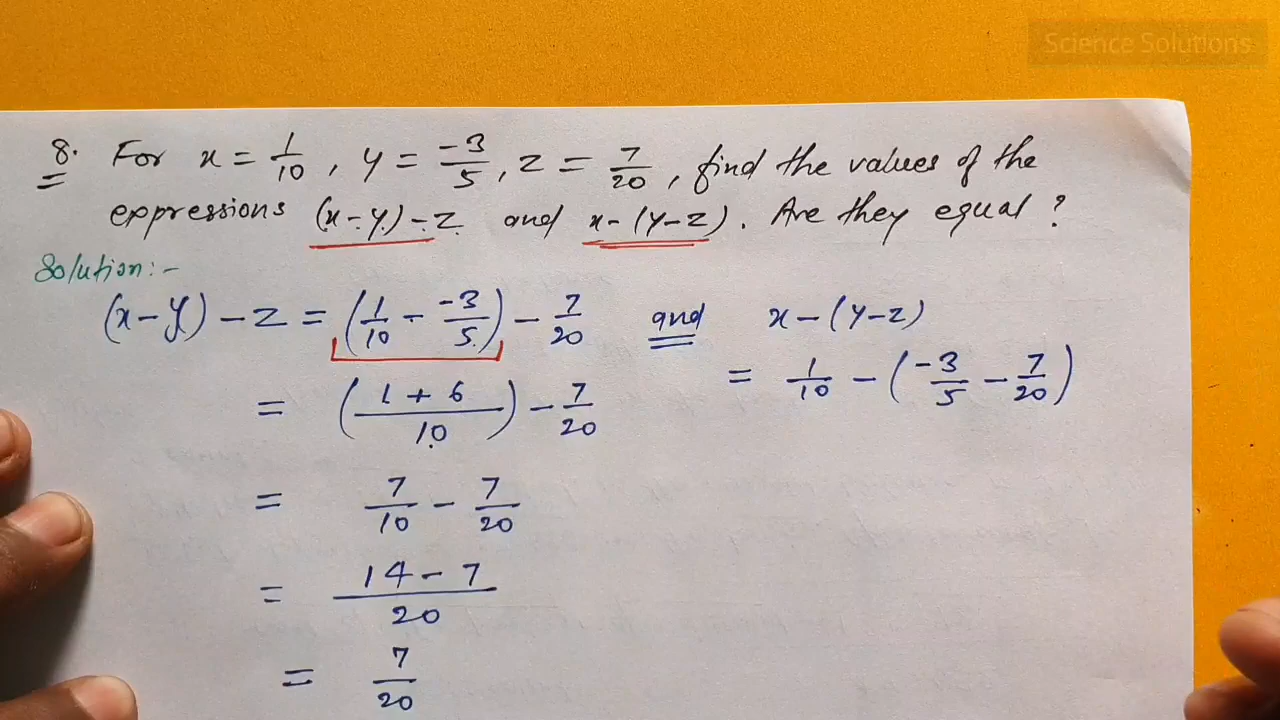 Science Solutions
8. For x = 1/10, y = -3/5, z = 7/20, find the values of the
expressions (x-y)-z and x-(y-z). Are they equal?
Solution:-
(x-y)-z = (1/10 - -3/5) - 7/20 and x-(y-z)
= (1+6/10) - 7/20
= 1/10 - (-3/5 - 7/20)
= 7/10 - 7/20
= 14-7/20
= 7/20